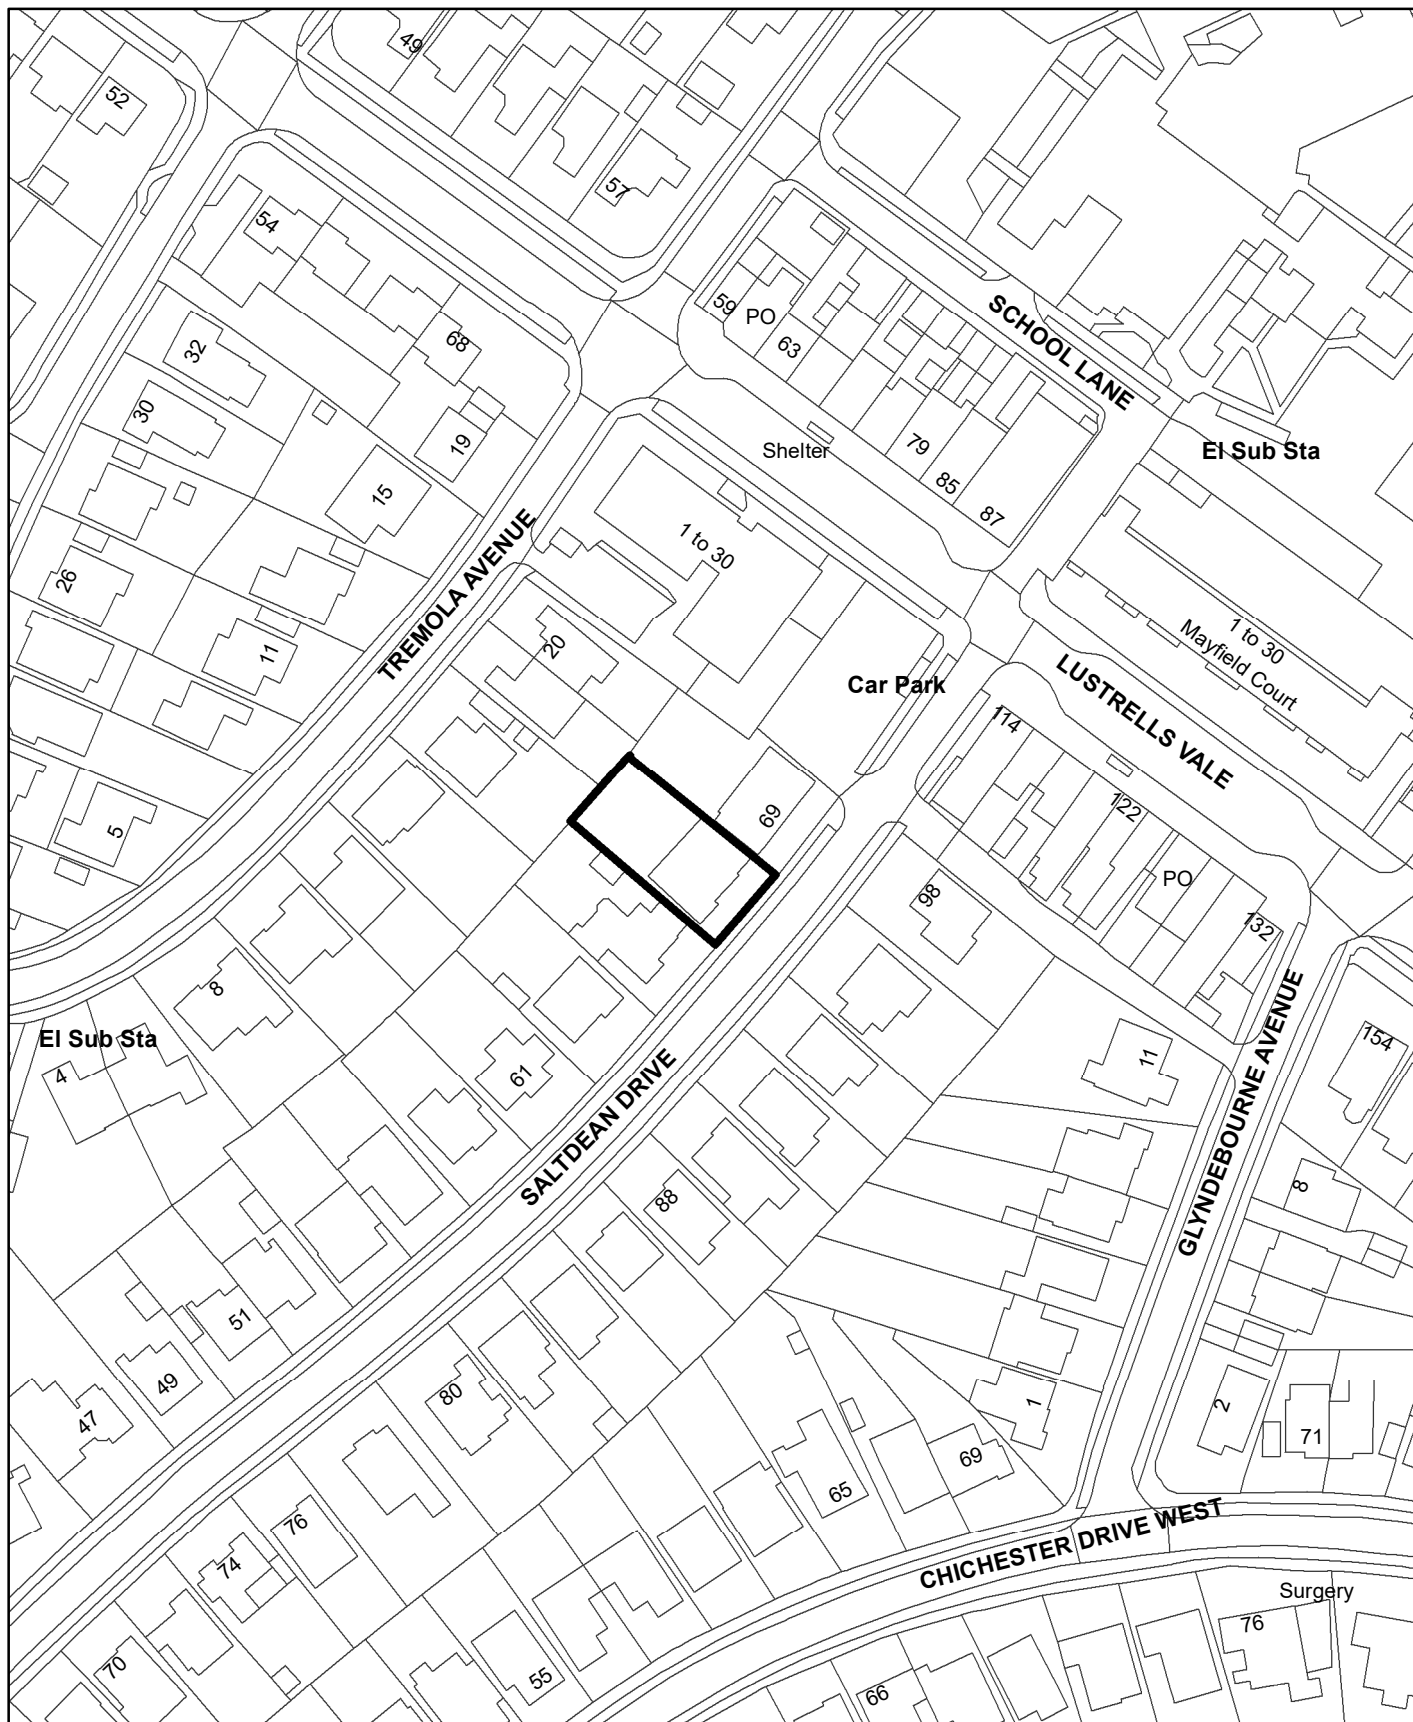 49
52
57
54
59
PO
63
SCHOOL LANE
32
68
30
19
79
Shelter
El Sub Sta
85
15
87
1 to 30
TREMOLA AVENUE
26
20
11
1 to 30
Mayfield Court
Car Park
LUSTRELLS VALE
114
122
69
5
PO
98
132
8
El Sub Sta
4
GLYNDEBOURNE AVENUE
154
11
61
SALTDEAN DRIVE
88
8
51
49
80
1
2
47
71
69
65
76
CHICHESTER DRIVE WEST
74
Surgery
76
70
55
66